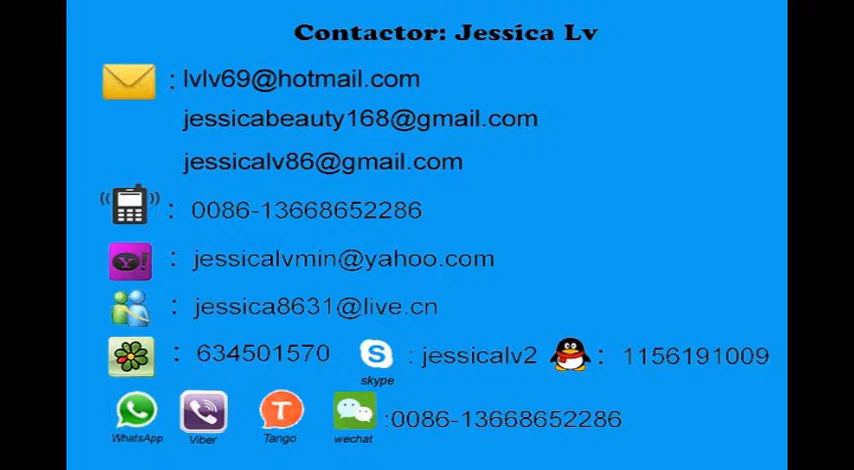 Contactor: Jessica Lv
: lvlv69@hotmail.com
jessicabeauty168@gmail.com
jessicalv86@gmail.com
: 0086-13668652286
Y! : jessicalvmin@yahoo.com
: jessica8631@live.cn
: 634501570 S skype : jessicalv2 : 1156191009
T
WhatsApp Viber Tango wechat :0086-13668652286